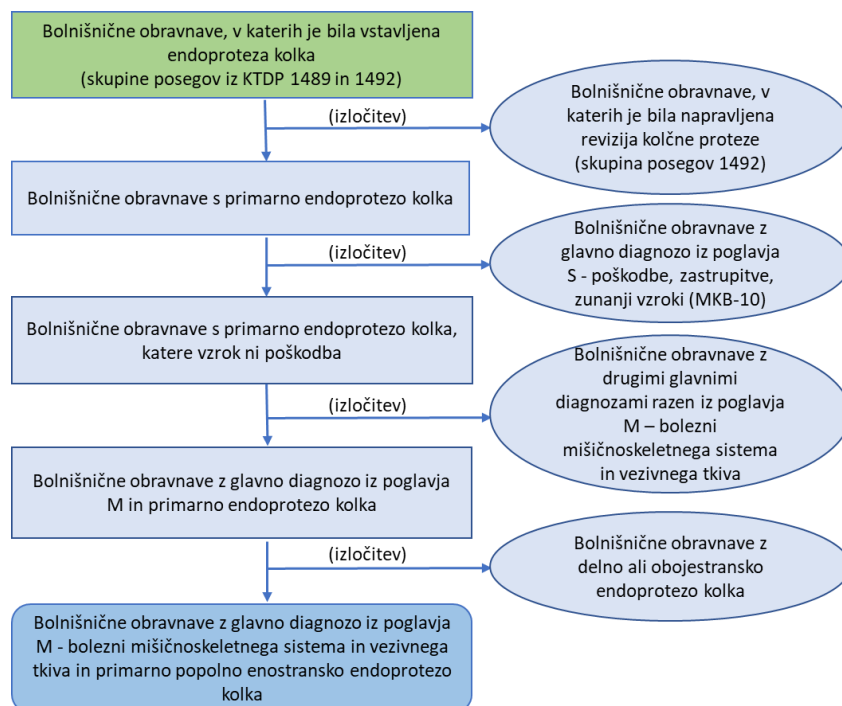 Bolnišnične obravnave, v katerih je bila vstavljena
endoproteza kolka
(skupine posegov iz KTDP 1489 in 1492)
(izločitev)
Bolnišnične obravnave, v
katerih je bila napravljena
revizija kolčne proteze
(skupina posegov 1492)
Bolnišnične obravnave s primarno endoprotezo kolka
(izločitev)
Bolnišnične obravnave z
glavno diagnozo iz poglavja
S - poškodbe, zastrupitve,
zunanji vzroki (MKB-10)
Bolnišnične obravnave s primarno endoprotezo kolka,
katere vzrok ni poškodba
(izločitev)
Bolnišnične obravnave z
drugimi glavnimi
diagnozami razen iz poglavja
M – bolezni
mišičnoskeletnega sistema
in vezivnega tkiva
Bolnišnične obravnave z glavno diagnozo iz poglavja
M in primarno endoprotezo kolka
(izločitev)
Bolnišnične obravnave z
delno ali obojestransko
endoprotezo kolka
Bolnišnične obravnave z glavno diagnozo iz poglavja
M - bolezni mišičnoskeletnega sistema in vezivnega
tkiva in primarno popolno enostransko endoprotezo
kolka